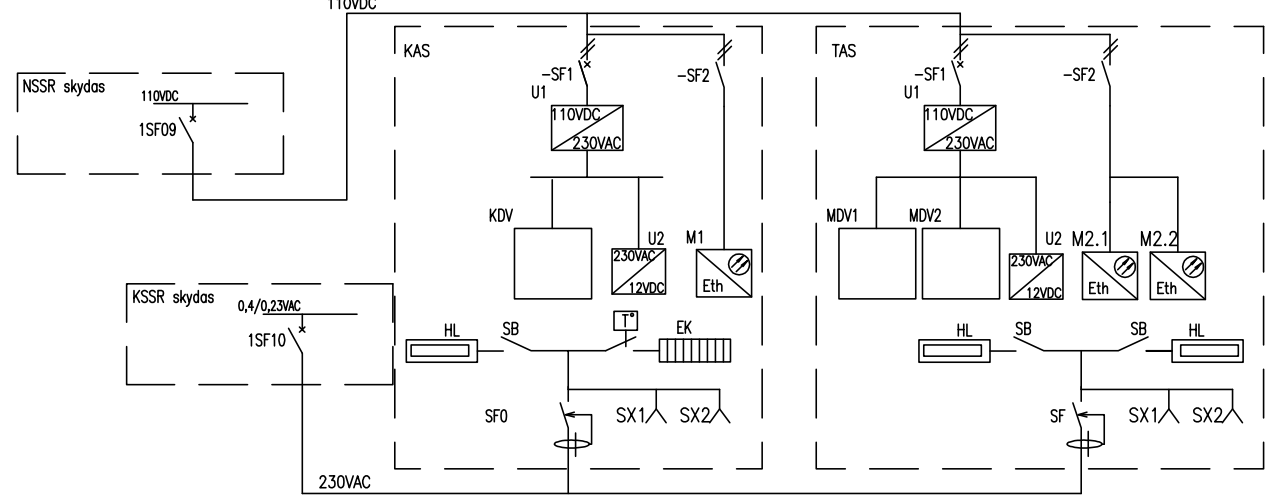 110VDC
NSSR skydas
110VDC
1SF09
KSSR skydas
0,4/0,23VAC
1SF10
230VAC
KAS
-SF1
-SF2
U1
110VDC
230VAC
KDV
U2
230VAC
12VDC
M1
Eth
T°
HL
SB
EK
SF0
SX1
SX2
TAS
-SF1
-SF2
U1
110VDC
230VAC
MDV1
MDV2
U2
230VAC
12VDC
M2.1
Eth
M2.2
Eth
HL
SB
SB
HL
SF
SX1
SX2